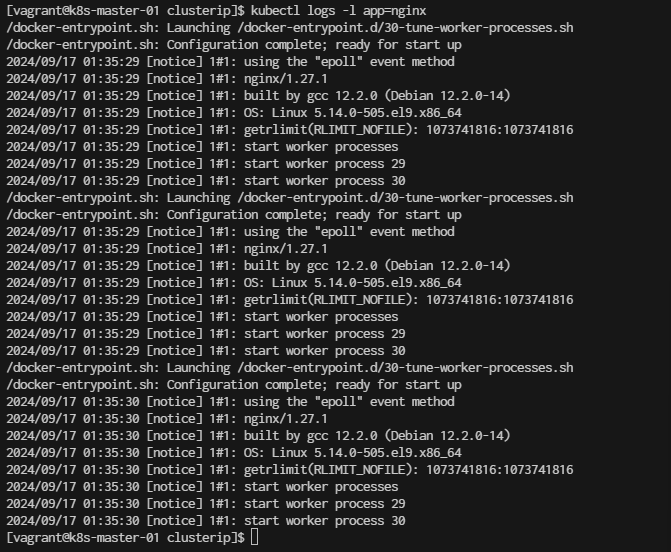 [vagrant@k8s-master-01 clusterip]$ kubectl logs -l app=nginx
/docker-entrypoint.sh: Launching /docker-entrypoint.d/30-tune-worker-processes.sh
/docker-entrypoint.sh: Configuration complete; ready for start up
2024/09/17 01:35:29 [notice] 1#1: using the "epoll" event method
2024/09/17 01:35:29 [notice] 1#1: nginx/1.27.1
2024/09/17 01:35:29 [notice] 1#1: built by gcc 12.2.0 (Debian 12.2.0-14)
2024/09/17 01:35:29 [notice] 1#1: OS: Linux 5.14.0-505.el9.x86_64
2024/09/17 01:35:29 [notice] 1#1: getrlimit(RLIMIT_NOFILE): 1073741816:1073741816
2024/09/17 01:35:29 [notice] 1#1: start worker processes
2024/09/17 01:35:29 [notice] 1#1: start worker process 29
2024/09/17 01:35:29 [notice] 1#1: start worker process 30
/docker-entrypoint.sh: Launching /docker-entrypoint.d/30-tune-worker-processes.sh
/docker-entrypoint.sh: Configuration complete; ready for start up
2024/09/17 01:35:29 [notice] 1#1: using the "epoll" event method
2024/09/17 01:35:29 [notice] 1#1: nginx/1.27.1
2024/09/17 01:35:29 [notice] 1#1: built by gcc 12.2.0 (Debian 12.2.0-14)
2024/09/17 01:35:29 [notice] 1#1: OS: Linux 5.14.0-505.el9.x86_64
2024/09/17 01:35:29 [notice] 1#1: getrlimit(RLIMIT_NOFILE): 1073741816:1073741816
2024/09/17 01:35:29 [notice] 1#1: start worker processes
2024/09/17 01:35:29 [notice] 1#1: start worker process 29
2024/09/17 01:35:29 [notice] 1#1: start worker process 30
/docker-entrypoint.sh: Launching /docker-entrypoint.d/30-tune-worker-processes.sh
/docker-entrypoint.sh: Configuration complete; ready for start up
2024/09/17 01:35:30 [notice] 1#1: using the "epoll" event method
2024/09/17 01:35:30 [notice] 1#1: nginx/1.27.1
2024/09/17 01:35:30 [notice] 1#1: built by gcc 12.2.0 (Debian 12.2.0-14)
2024/09/17 01:35:30 [notice] 1#1: OS: Linux 5.14.0-505.el9.x86_64
2024/09/17 01:35:30 [notice] 1#1: getrlimit(RLIMIT_NOFILE): 1073741816:1073741816
2024/09/17 01:35:30 [notice] 1#1: start worker processes
2024/09/17 01:35:30 [notice] 1#1: start worker process 29
2024/09/17 01:35:30 [notice] 1#1: start worker process 30
[vagrant@k8s-master-01 clusterip]$